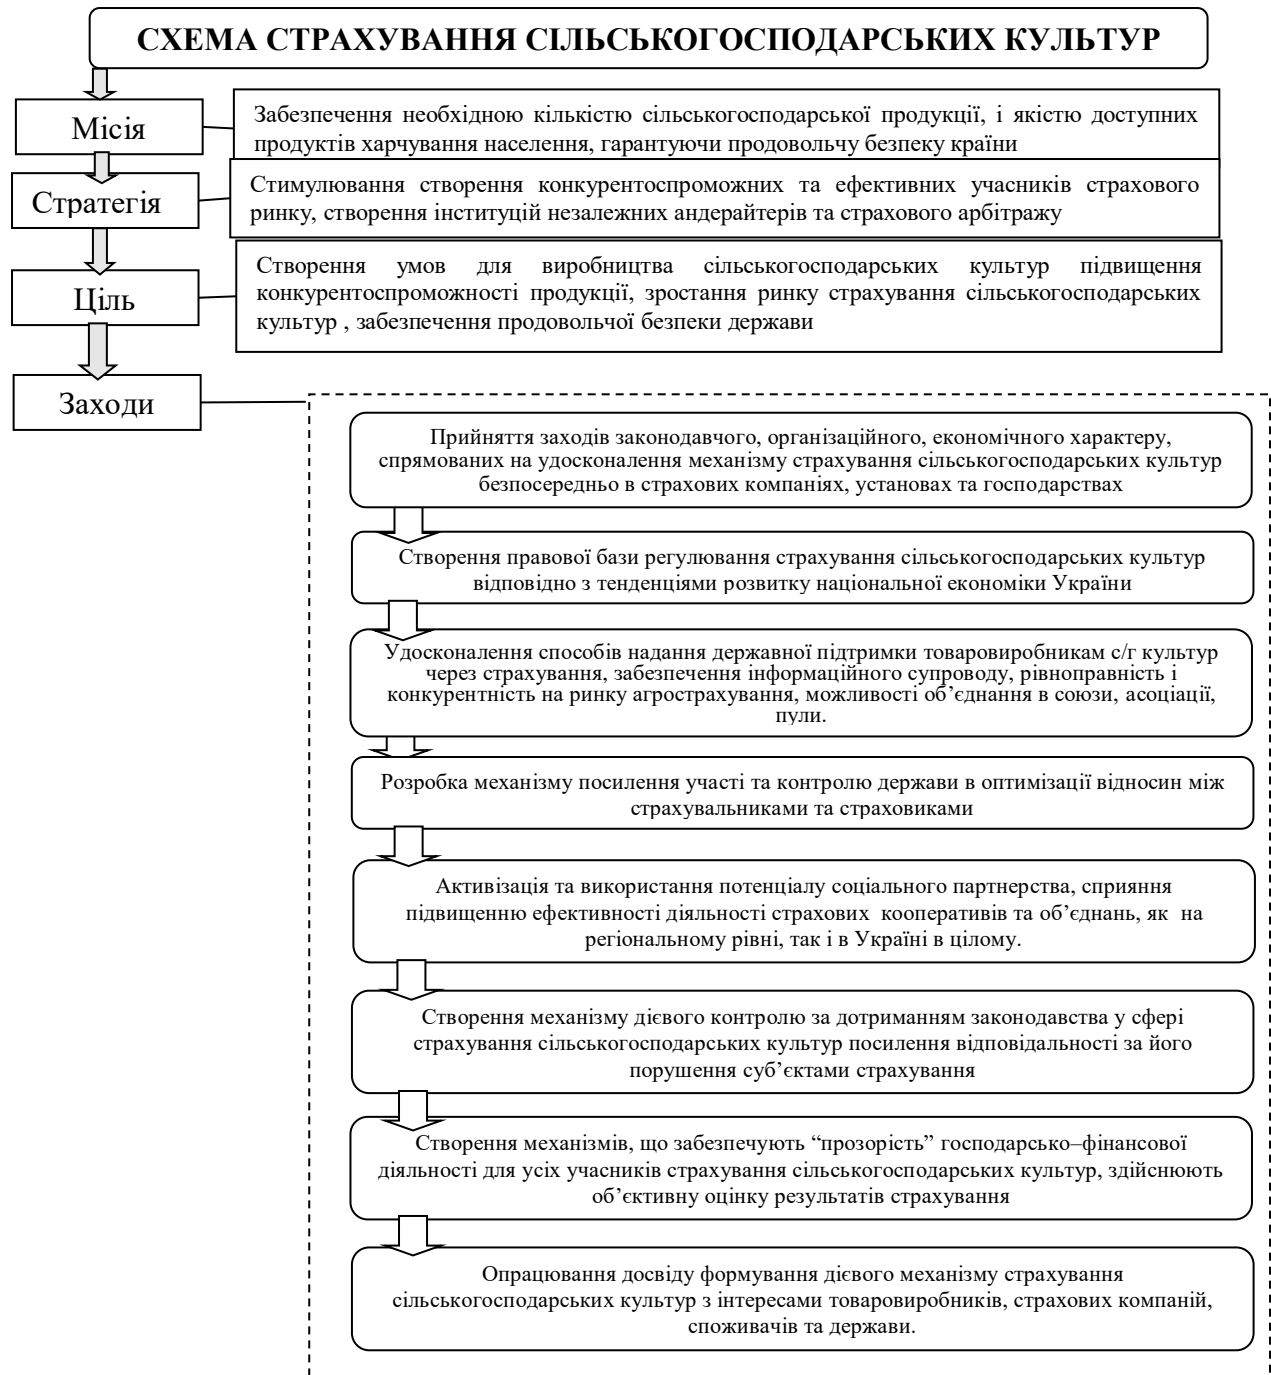 СХЕМА СТРАХУВАННЯ СІЛЬСЬКОГОСПОДАРСЬКИХ КУЛЬТУР
Місія
Забезпечення необхідною кількістю сільськогосподарської продукції, і якістю доступних
продуктів харчування населення, гарантуючи продовольчу безпеку країни
Стратегія
Стимулювання створення конкурентоспроможних та ефективних учасників страхового
ринку, створення інституцій незалежних андерайтерів та страхового арбітражу
Ціль
Створення умов для виробництва сільськогосподарських культур підвищення
конкурентоспроможності продукції, зростання ринку страхування сільськогосподарських
культур , забезпечення продовольчої безпеки держави
Заходи
Прийняття заходів законодавчого, організаційного, економічного характеру,
спрямованих на удосконалення механізму страхування сільськогосподарських культур
безпосередньо в страхових компаніях, установах та господарствах
Створення правової бази регулювання страхування сільськогосподарських культур
відповідно з тенденціями розвитку національної економіки України
Удосконалення способів надання державної підтримки товаровиробникам с/г культур
через страхування, забезпечення інформаційного супроводу, рівноправність і
конкурентність на ринку агрострахування, можливості об’єднання в союзи, асоціації,
пули.
Розробка механізму посилення участі та контролю держави в оптимізації відносин між
страхувальниками та страховиками
Активізація та використання потенціалу соціального партнерства, сприяння
підвищенню ефективності діяльності страхових кооперативів та об’єднань, як на
регіональному рівні, так і в Україні в цілому.
Створення механізму дієвого контролю за дотриманням законодавства у сфері
страхування сільськогосподарських культур посилення відповідальності за його
порушення суб’єктами страхування
Створення механізмів, що забезпечують “прозорість” господарсько–фінансової
діяльності для усіх учасників страхування сільськогосподарських культур, здійснюють
об’єктивну оцінку результатів страхування
Опрацювання досвіду формування дієвого механізму страхування
сільськогосподарських культур з інтересами товаровиробників, страхових компаній,
споживачів та держави.